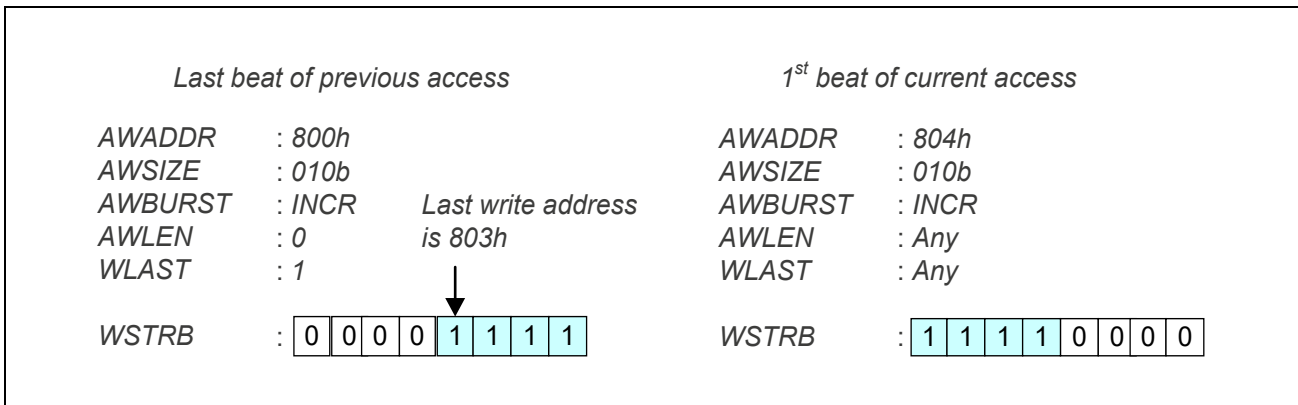 Last beat of previous access
AWADDR : 800h
AWSIZE : 010b
AWBURST : INCR Last write address
AWLEN : 0 is 803h
WLAST : 1
WSTRB : 0 0 0 0 1 1 1 1
1st beat of current access
AWADDR : 804h
AWSIZE : 010b
AWBURST : INCR
AWLEN : Any
WLAST : Any
WSTRB : 1 1 1 1 0 0 0 0